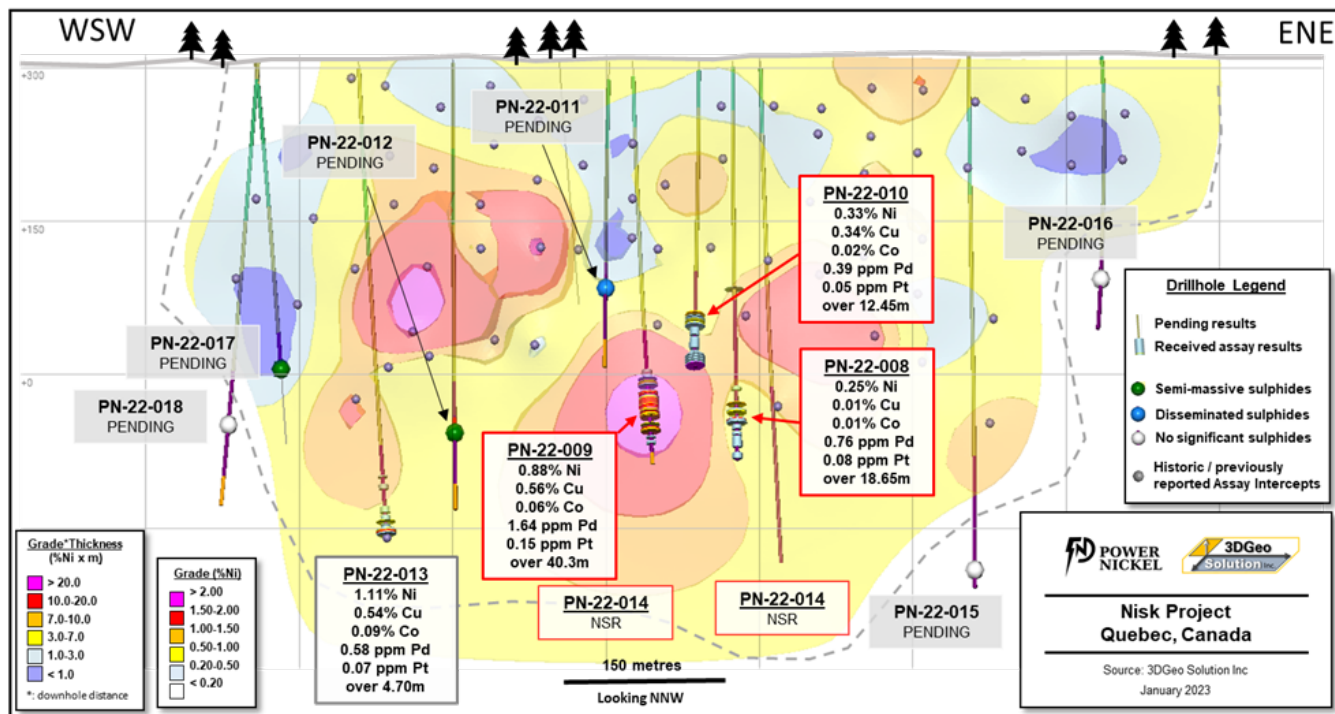 WSW
ENE
+300
PN-22-011
PENDING
PN-22-012
PENDING
PN-22-010
0.33% Ni
0.34% Cu
0.02% Co
0.39 ppm Pd
0.05 ppm Pt
over 12.45m
PN-22-016
PENDING
+150
Drillhole Legend
Pending results
Received assay results
Semi-massive sulphides
Disseminated sulphides
No significant sulphides
Historic / previously
reported Assay Intercepts
PN-22-017
PENDING
+0
PN-22-018
PENDING
PN-22-008
0.25% Ni
0.01% Cu
0.01% Co
0.76 ppm Pd
0.08 ppm Pt
over 18.65m
PN-22-009
0.88% Ni
0.56% Cu
0.06% Co
1.64 ppm Pd
0.15 ppm Pt
over 40.3m
Grade*Thickness
(%Ni x m)
> 20.0
10.0-20.0
7.0-10.0
3.0-7.0
1.0-3.0
< 1.0
*: downhole distance
Grade (%Ni)
> 2.00
1.50-2.00
1.00-1.50
0.50-1.00
0.20-0.50
< 0.20
PN-22-013
1.11% Ni
0.54% Cu
0.09% Co
0.58 ppm Pd
0.07 ppm Pt
over 4.70m
PN-22-014
NSR
PN-22-014
NSR
PN-22-015
PENDING
150 metres
Looking NNW
POWER
NICKEL
3DGeo
Solution Inc.
Nisk Project
Quebec, Canada
Source: 3DGeo Solution Inc
January 2023